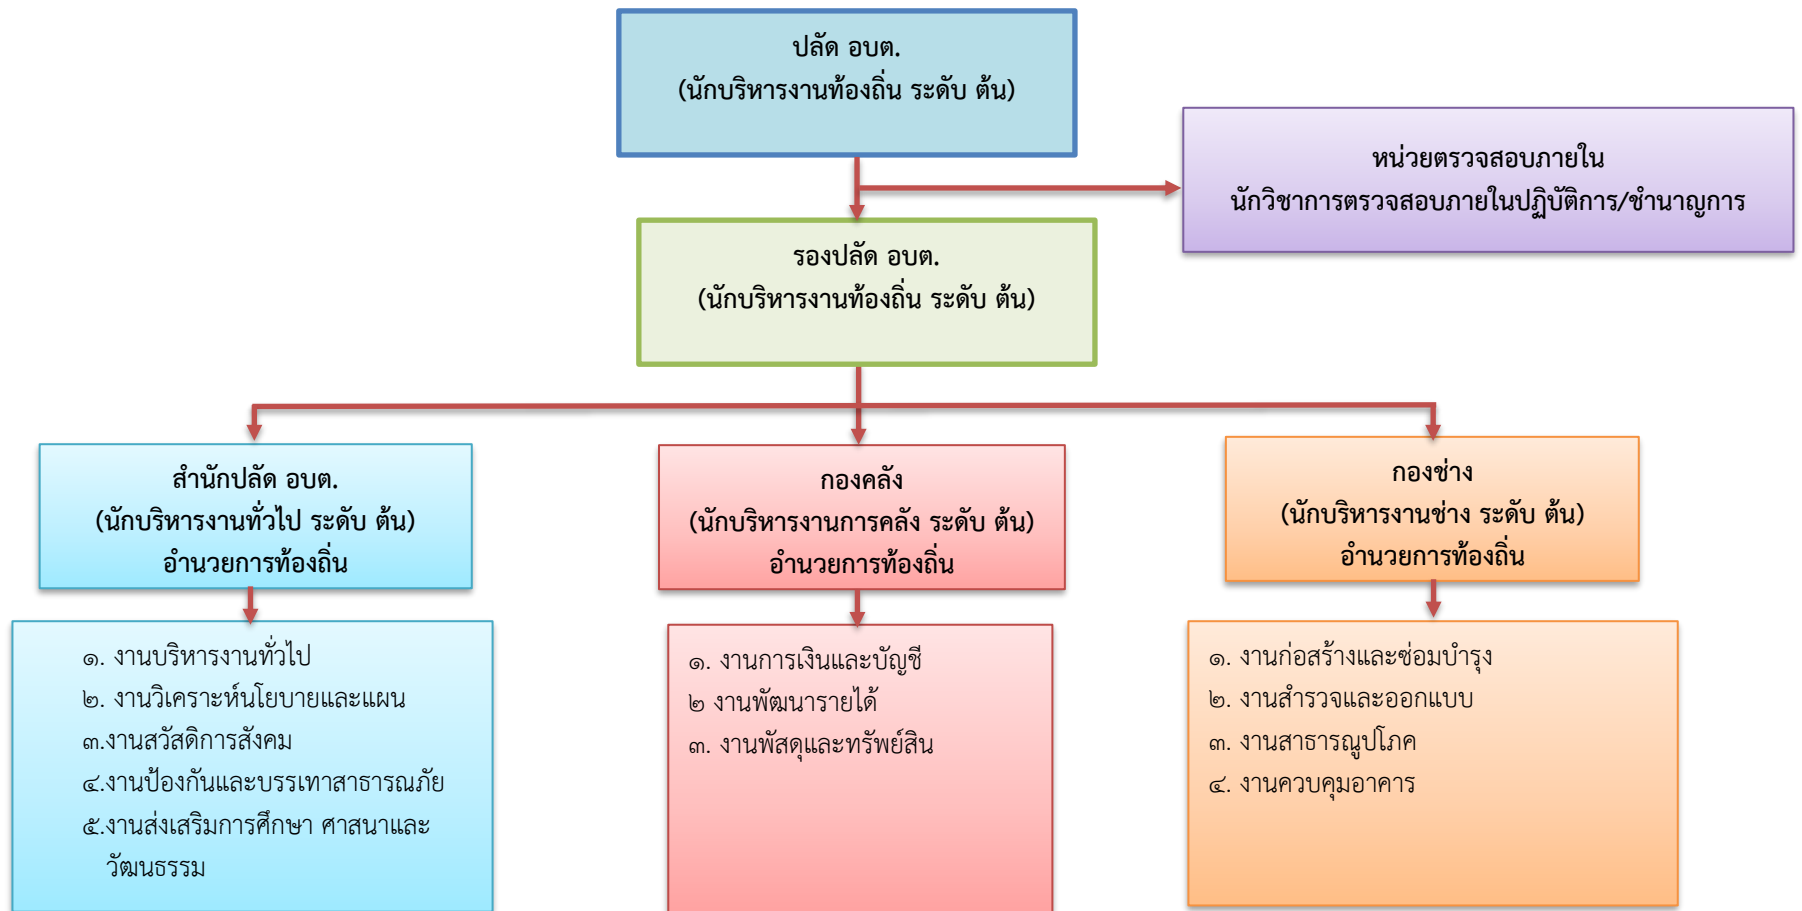 ปลัด อบต.
(นักบริหารงานท้องถิ่น ระดับ ต้น)
หน่วยตรวจสอบภายใน
นักวิชาการตรวจสอบภายในปฏิบัติการ/ชำนาญการ
รองปลัด อบต.
(นักบริหารงานท้องถิ่น ระดับ ต้น)
สำนักปลัด อบต.
(นักบริหารงานทั่วไป ระดับ ต้น)
อำนวยการท้องถิ่น
๑. งานบริหารงานทั่วไป
๒. งานวิเคราะห์นโยบายและแผน
๓.งานสวัสดิการสังคม
๔.งานป้องกันและบรรเทาสาธารณภัย
๕.งานส่งเสริมการศึกษา ศาสนาและ
วัฒนธรรม
กองคลัง
(นักบริหารงานการคลัง ระดับ ต้น)
อำนวยการท้องถิ่น
๑. งานการเงินและบัญชี
๒ งานพัฒนารายได้
๓. งานพัสดุและทรัพย์สิน
กองช่าง
(นักบริหารงานช่าง ระดับ ต้น)
อำนวยการท้องถิ่น
๑. งานก่อสร้างและซ่อมบำรุง
๒. งานสำรวจและออกแบบ
๓. งานสาธารณูปโภค
๔. งานควบคุมอาคาร